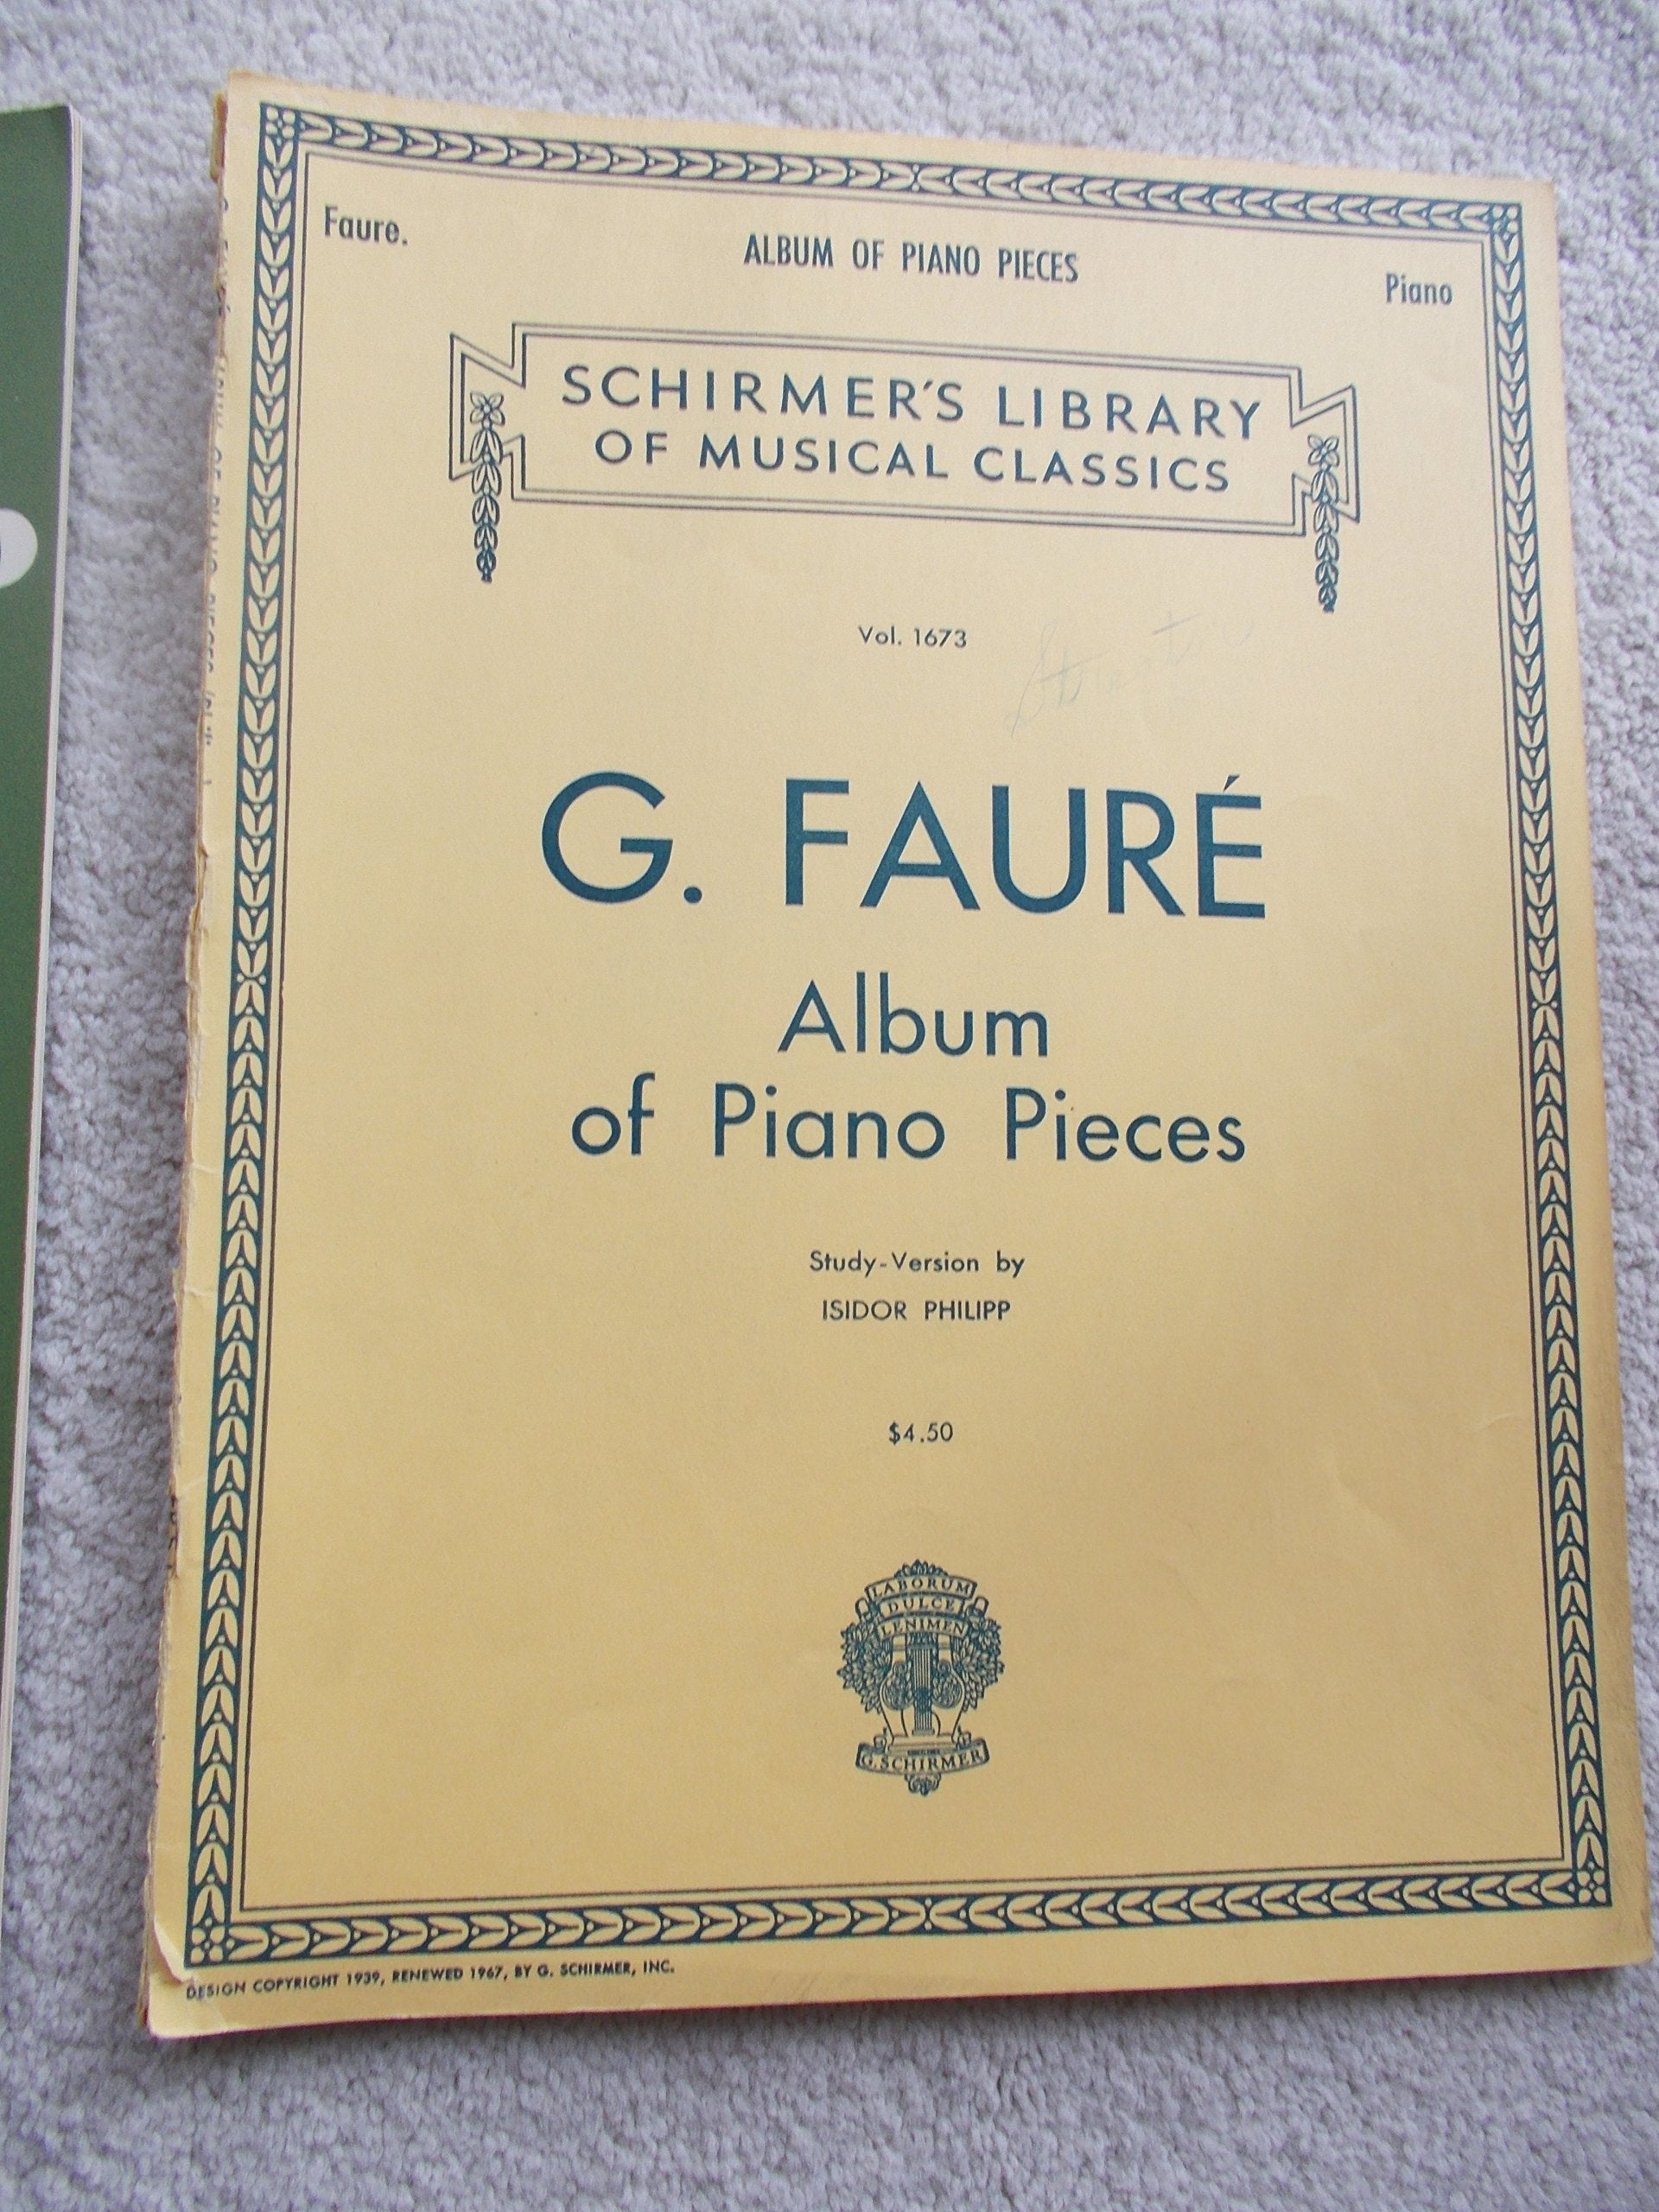 Faure.
ALBUM OF PIANO PIECES
Piano
SCHIRMER'S LIBRARY
OF MUSICAL CLASSICS
Vol. 1673
G. FAURÉ
Album
of Piano Pieces
Study-Version by
ISIDOR PHILIPP
$4.50
LABORUM
DULCE
LENIMEN
G. SCHIRMER
DESIGN COPYRIGHT 1939, RENEWED 1967, BY G. SCHIRMER, INC.